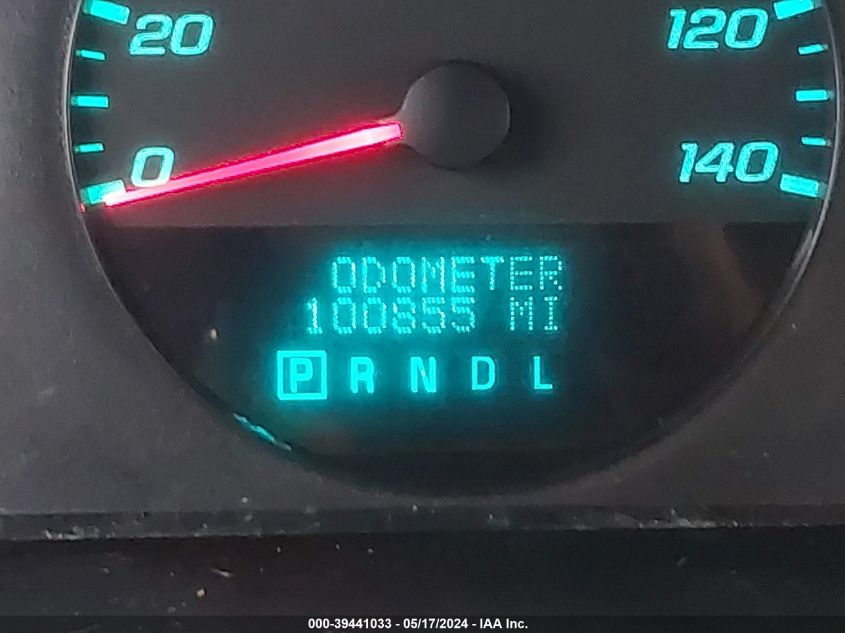 20
120
0
140
ODOMETER
100855 MI
P R N D L
000-39441033 - 05/17/2024 - IAA Inc.